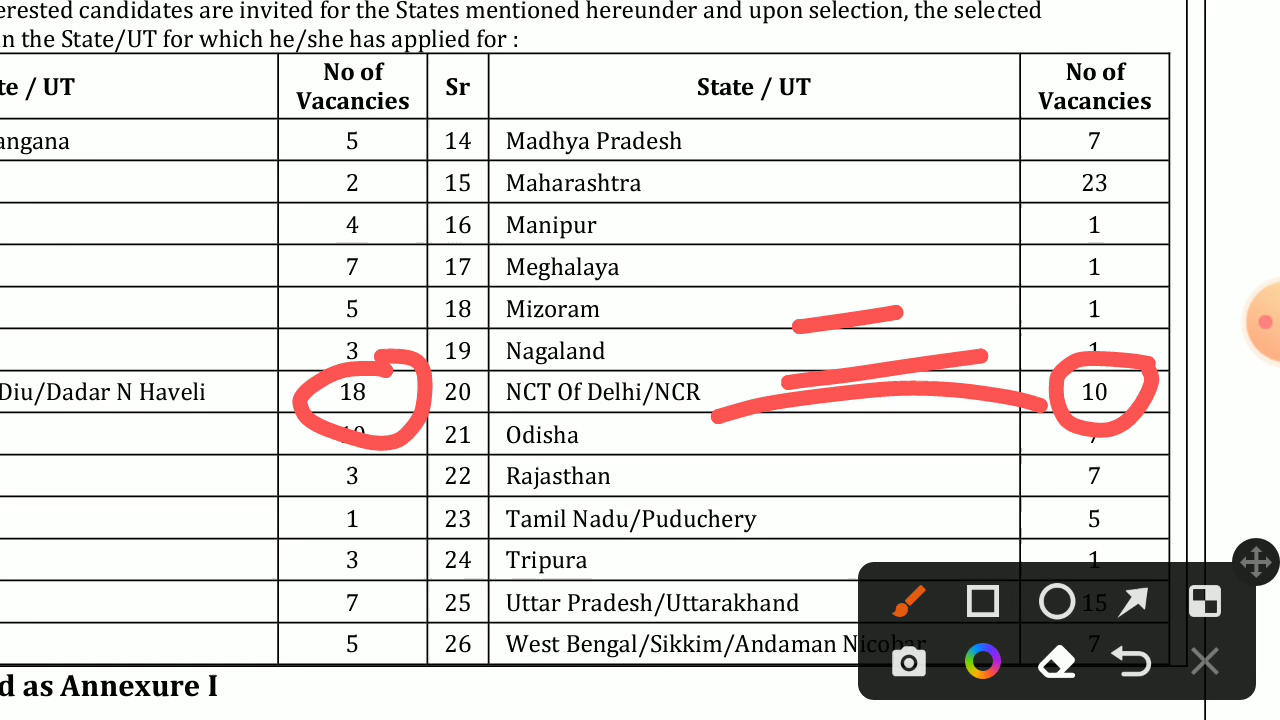 erested candidates are invited for the States mentioned hereunder and upon selection, the selected
n the State/UT for which he/she has applied for :
te / UT No of Vacancies Sr State / UT No of Vacancies
angana 5 14 Madhya Pradesh 7
2 15 Maharashtra 23
4 16 Manipur 1
7 17 Meghalaya 1
5 18 Mizoram 1
3 19 Nagaland 1
Diu/Dadar N Haveli 18 20 NCT Of Delhi/NCR 10
21 Odisha
3 22 Rajasthan 7
1 23 Tamil Nadu/Puduchery 5
3 24 Tripura 1
7 25 Uttar Pradesh/Uttarakhand 15
5 26 West Bengal/Sikkim/Andaman Nicobar 7
d as Annexure I